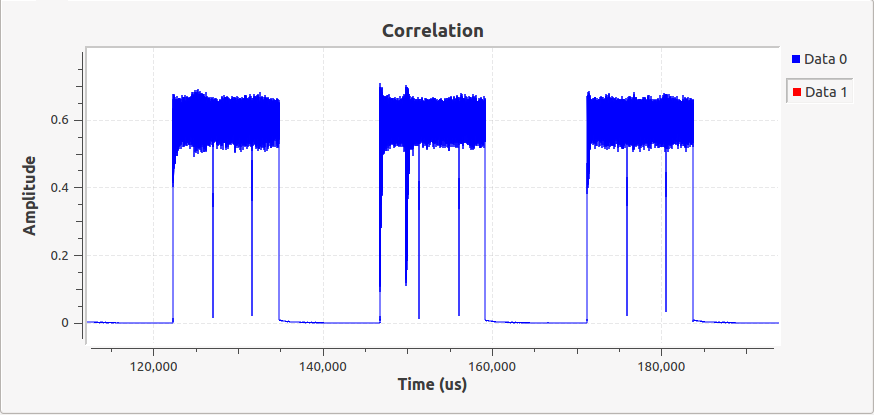 Correlation
Data 0
Data 1
Amplitude
0.6
0.4
0.2
0
120,000 140,000 160,000 180,000
Time (us)